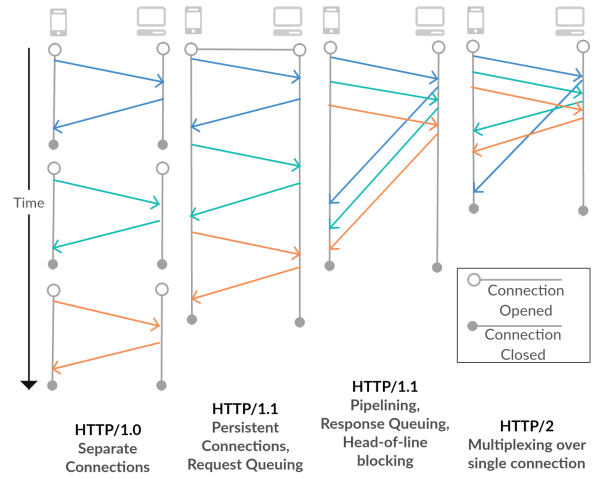 Time
Connection
Opened
Connection
Closed
HTTP/1.0
Separate
Connections
HTTP/1.1
Persistent
Connections,
Request Queuing
HTTP/1.1
Pipelining,
Response Queuing,
Head-of-line
blocking
HTTP/2
Multiplexing over
single connection